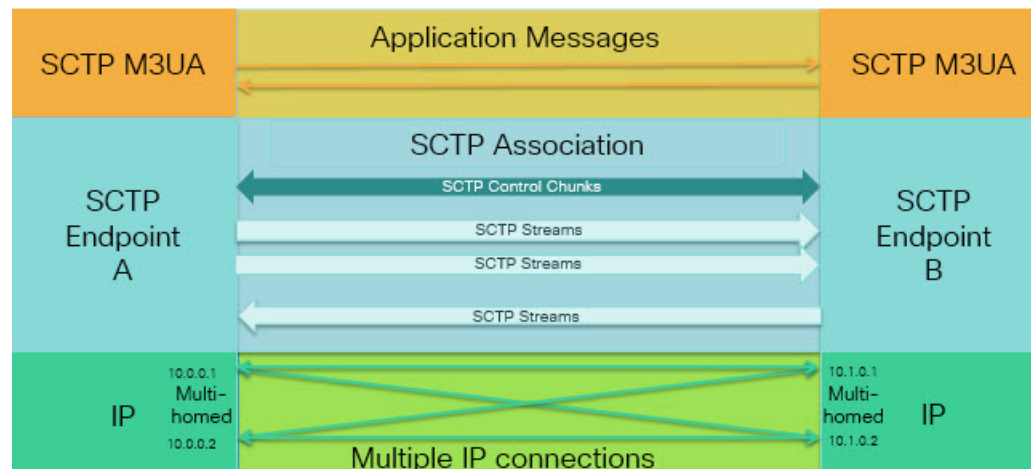 Application Messages
SCTP M3UA
SCTP M3UA
SCTP Association
SCTP Control Chunks
SCTP
Endpoint
A
SCTP Streams
SCTP Streams
SCTP Streams
SCTP
Endpoint
B
10.0.0.1
Multi-
homed
10.0.0.2
IP
10.1.0.1
Multi-
homed
10.1.0.2
IP
Multiple IP connections